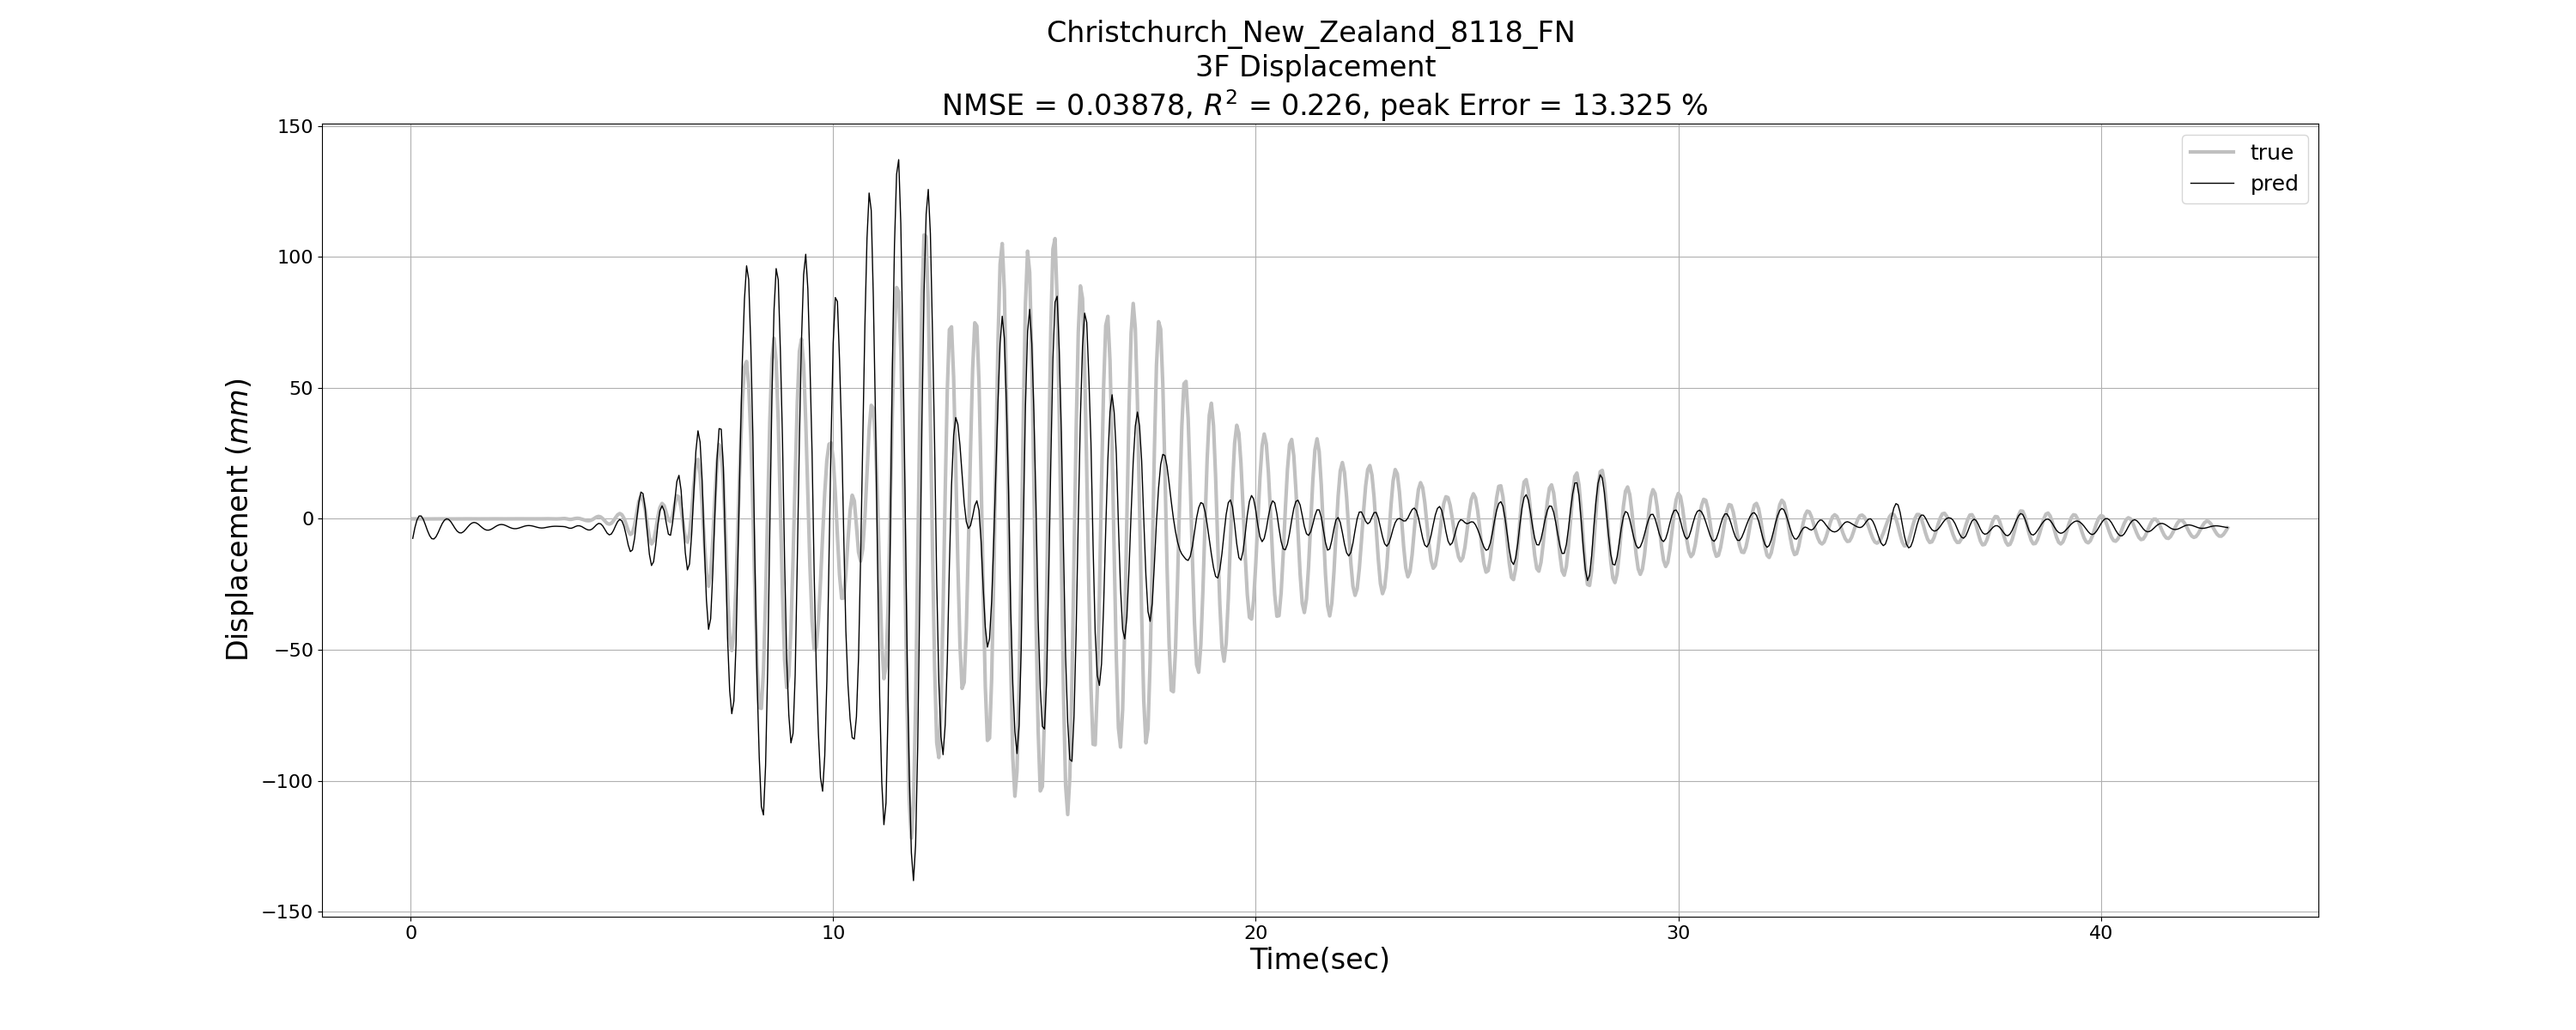 Christchurch_New_Zealand_8118_FN
3F Displacement
NMSE = 0.03878, R² = 0.226, peak Error = 13.325 %
150
100
50
0
−50
−100
−150
Displacement (mm)
true
pred
0 10 20 30 40
Time(sec)